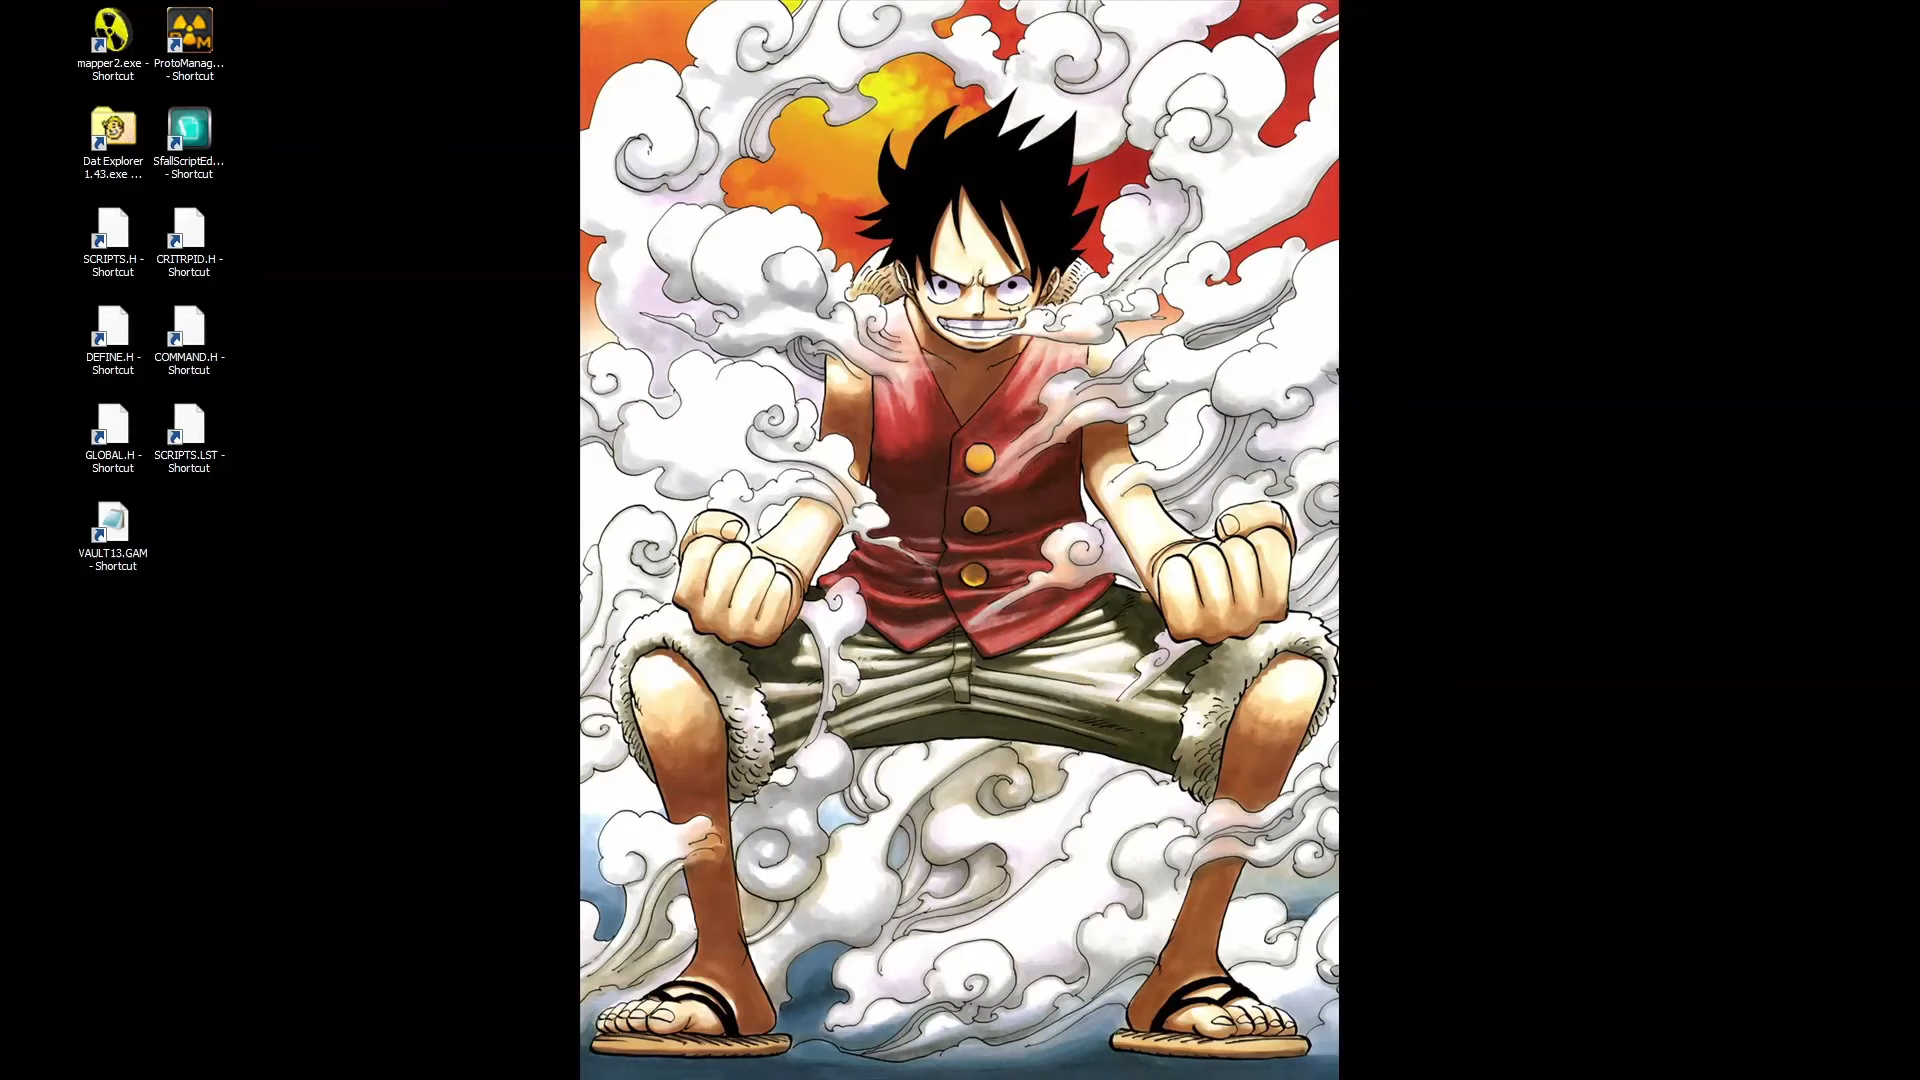 mapper2.exe -
Shortcut
ProtoManag...
- Shortcut
Dat Explorer
1.43.exe ...
SfallScriptEd...
- Shortcut
SCRIPTS.H -
Shortcut
CRITRPID.H -
Shortcut
DEFINE.H -
Shortcut
COMMAND.H -
Shortcut
GLOBAL.H -
Shortcut
SCRIPTS.LST -
Shortcut
VAULT13.GAM
- Shortcut